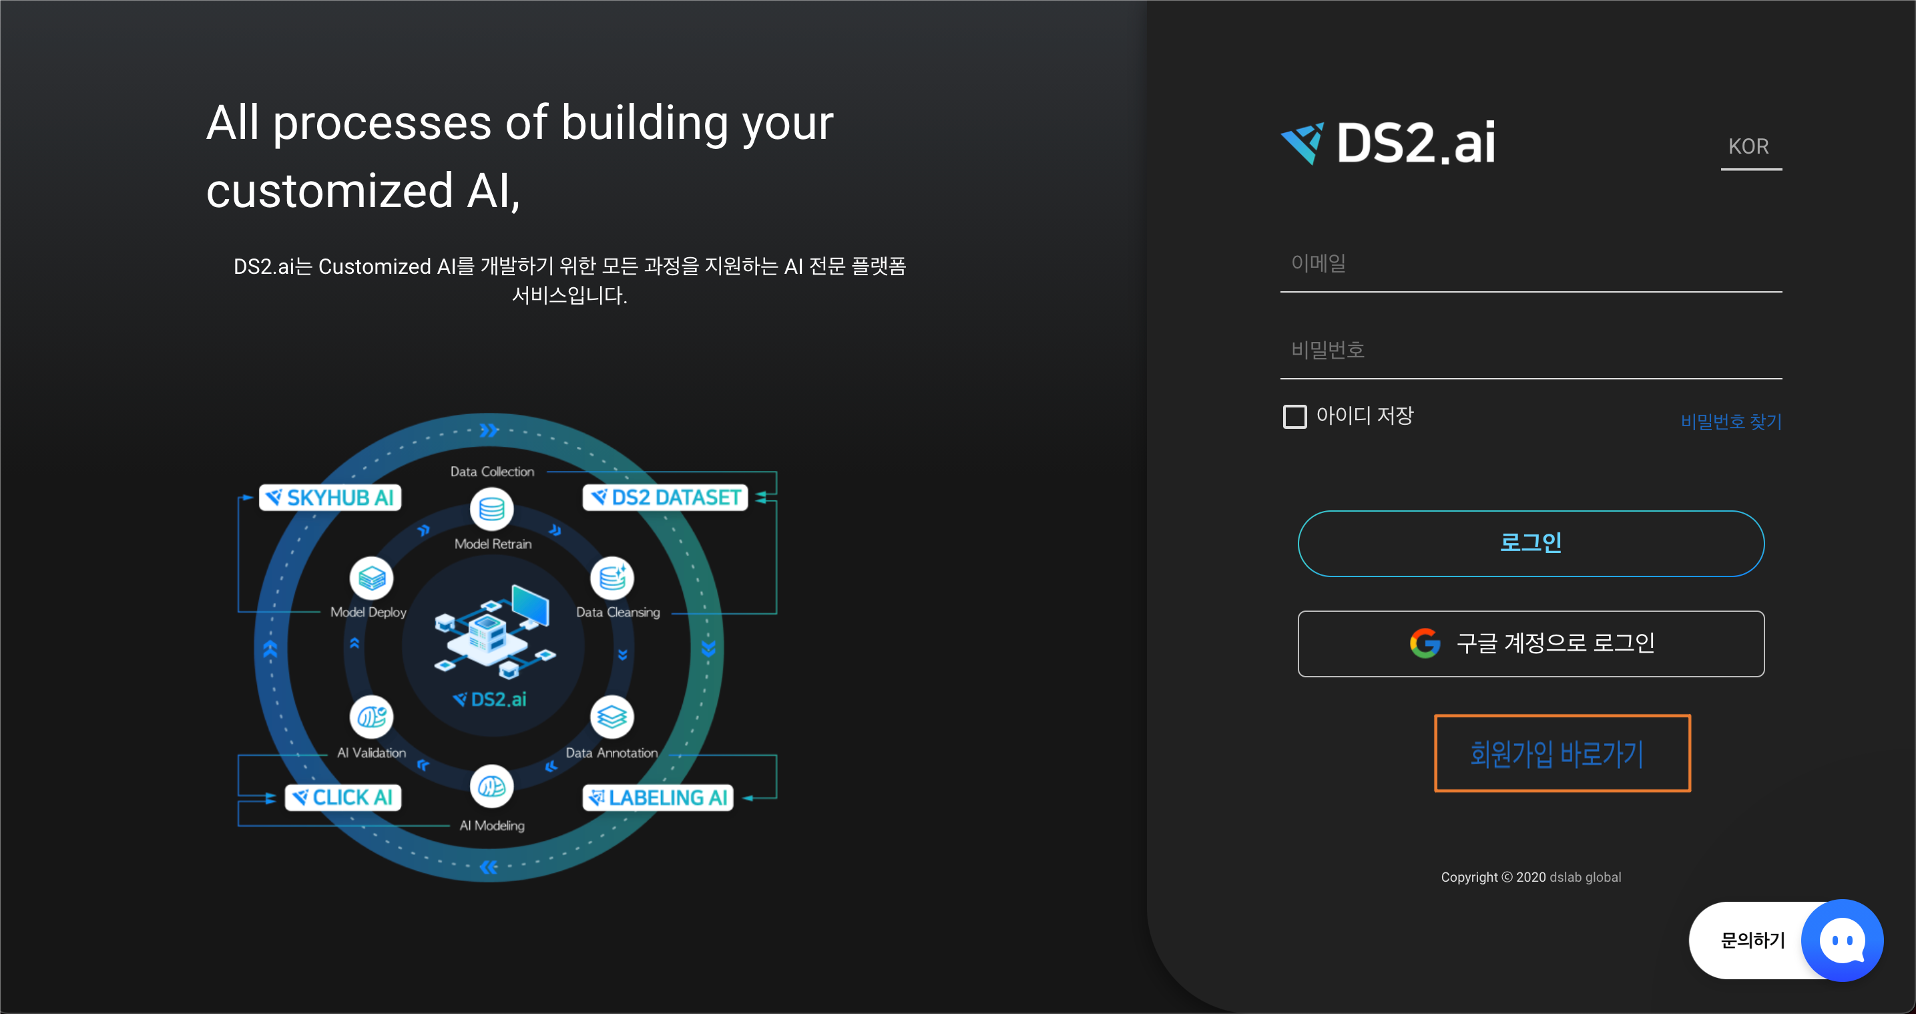 All processes of building your
customized AI,
DS2.ai는 Customized AI를 개발하기 위한 모든 과정을 지원하는 AI 전문 플랫폼
서비스입니다.
Data Collection
SKYHUB AI
DS2 DATASET
Model Retrain
Model Deploy
Data Cleansing
DS2.ai
AI Validation
Data Annotation
CLICK AI
LABELING AI
AI Modeling
DS2.ai
KOR
이메일
비밀번호
아이디 저장
비밀번호 찾기
로그인
구글 계정으로 로그인
회원가입 바로가기
Copyright © 2020 dslab global
문의하기